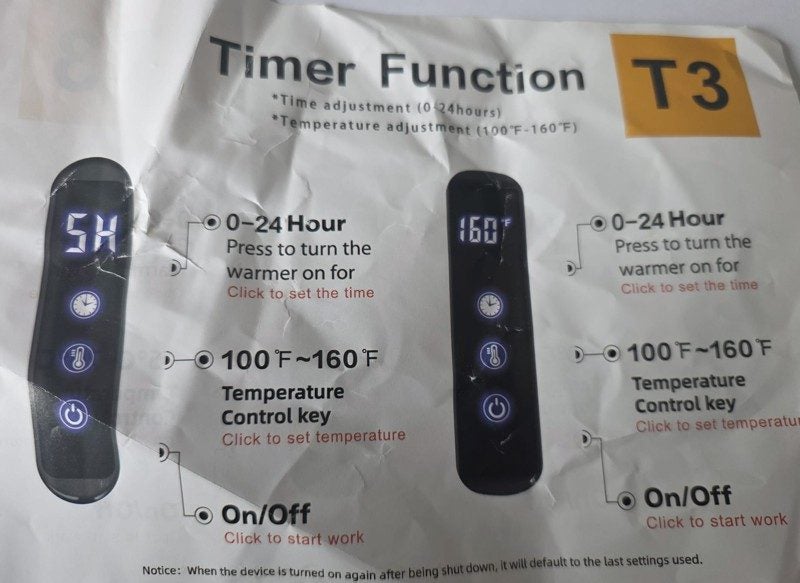 Timer Function
T3
*Time adjustment (0-24hours)
*Temperature adjustment (100℉-160℉)
5H
0-24 Hour
Press to turn the
warmer on for
Click to set the time
100℉~160℉
Temperature
Control key
Click to set temperature
On/Off
Click to start work
160℉
0-24 Hour
Press to turn the
warmer on for
Click to set the time
100℉~160℉
Temperature
Control key
Click to set temperatur
On/Off
Click to start work
Notice: When the device is turned on again after being shut down, it will default to the last settings used.